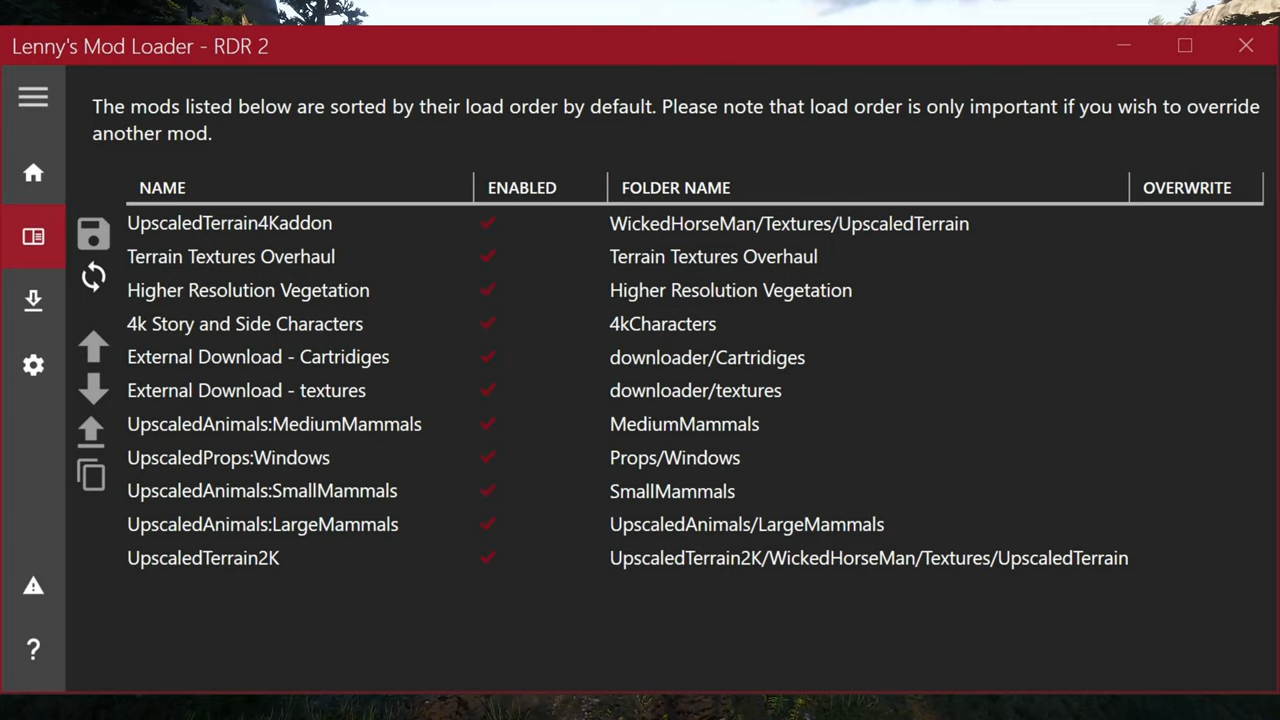 Lenny's Mod Loader - RDR 2
The mods listed below are sorted by their load order by default. Please note that load order is only important if you wish to override
another mod.
NAME ENABLED FOLDER NAME OVERWRITE
UpscaledTerrain4Kaddon WickedHorseMan/Textures/UpscaledTerrain
Terrain Textures Overhaul Terrain Textures Overhaul
Higher Resolution Vegetation Higher Resolution Vegetation
4k Story and Side Characters 4kCharacters
External Download - Cartridiges downloader/Cartridiges
External Download - textures downloader/textures
UpscaledAnimals:MediumMammals MediumMammals
UpscaledProps:Windows Props/Windows
UpscaledAnimals:SmallMammals SmallMammals
UpscaledAnimals:LargeMammals UpscaledAnimals/LargeMammals
UpscaledTerrain2K UpscaledTerrain2K/WickedHorseMan/Textures/UpscaledTerrain
?